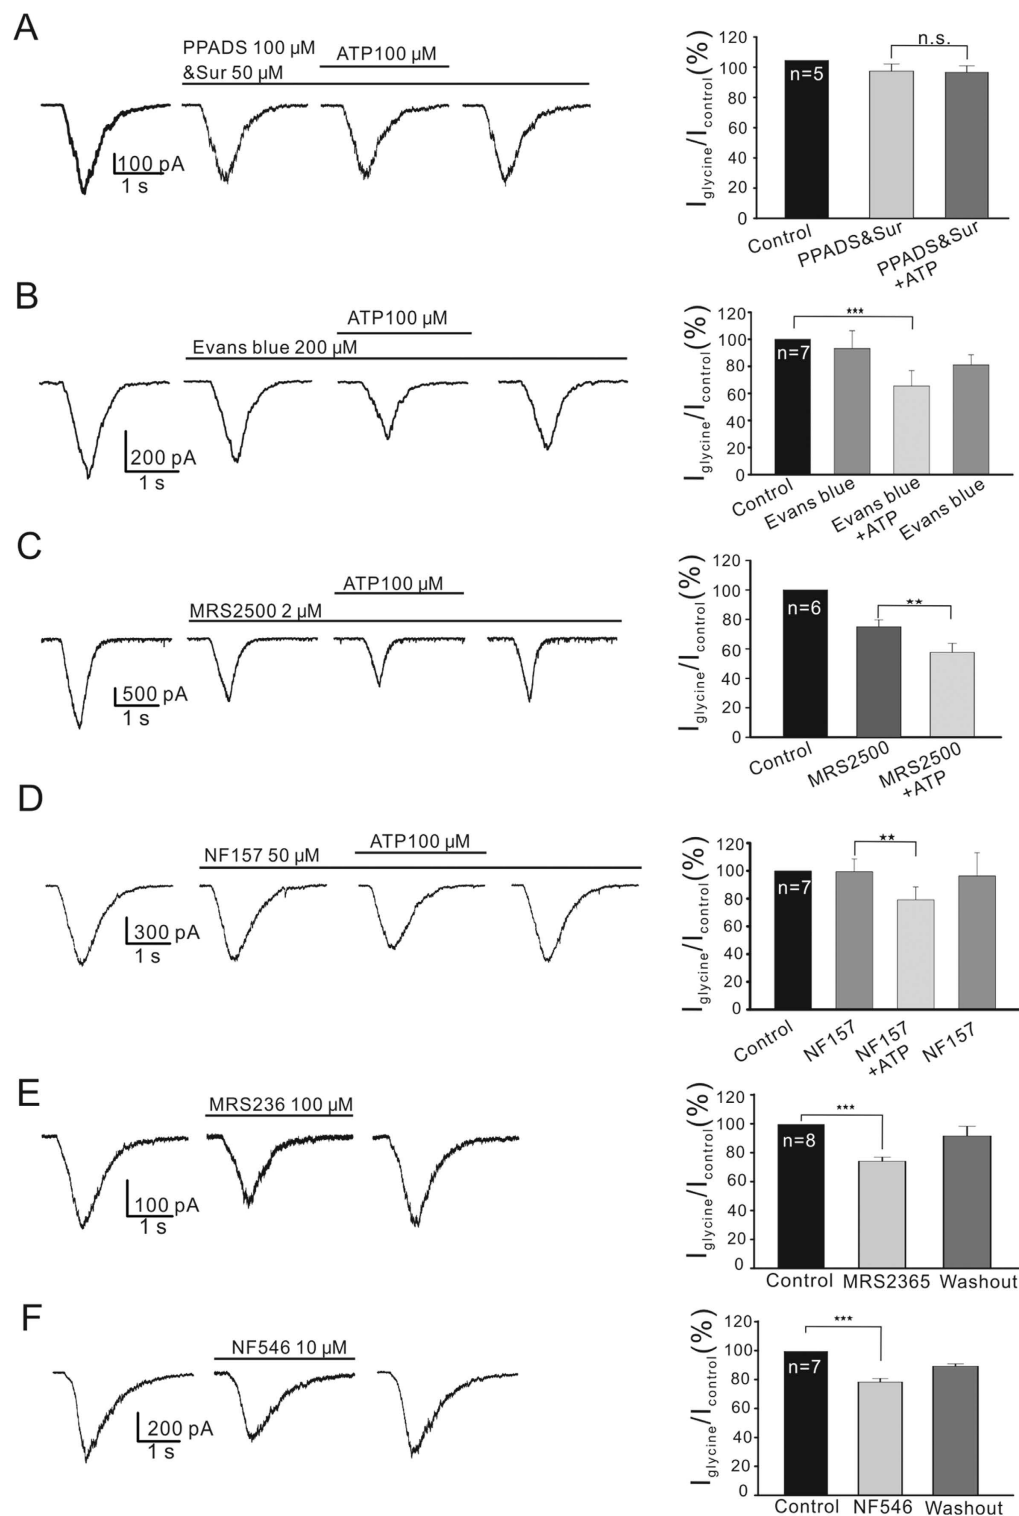 A
PPADS 100 µM
&Sur 50 µM
ATP100 µM
100 pA
1 s
Iglycine/Icontrol(%)
120
100
80
60
40
20
0
n=5
n.s.
Control
PPADS&Sur
PPADS&Sur
+ATP
B
ATP100 µM
Evans blue 200 µM
200 pA
1 s
Iglycine/Icontrol(%)
120
100
80
60
40
20
0
n=7
***
Control
Evans blue
Evans blue
+ATP
Evans blue
C
ATP100 µM
MRS2500 2 µM
500 pA
1 s
Iglycine/Icontrol(%)
120
100
80
60
40
20
0
n=6
**
Control
MRS2500
MRS2500
+ATP
D
ATP100 µM
NF157 50 µM
300 pA
1 s
Iglycine/Icontrol(%)
120
100
80
60
40
20
0
n=7
**
Control
NF157
NF157
+ATP
NF157
E
MRS236 100 µM
100 pA
1 s
Iglycine/Icontrol(%)
120
100
80
60
40
20
0
n=8
***
Control MRS2365 Washout
F
NF546 10 µM
200 pA
1 s
Iglycine/Icontrol(%)
120
100
80
60
40
20
0
n=7
***
Control NF546 Washout